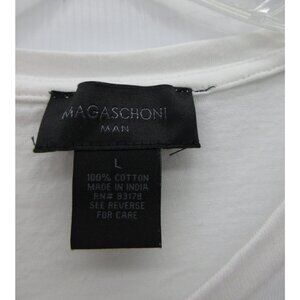 MAGASCHONI
MAN
L
100% COTTON
MADE IN INDIA
RN# 93178
SEE REVERSE
FOR CARE